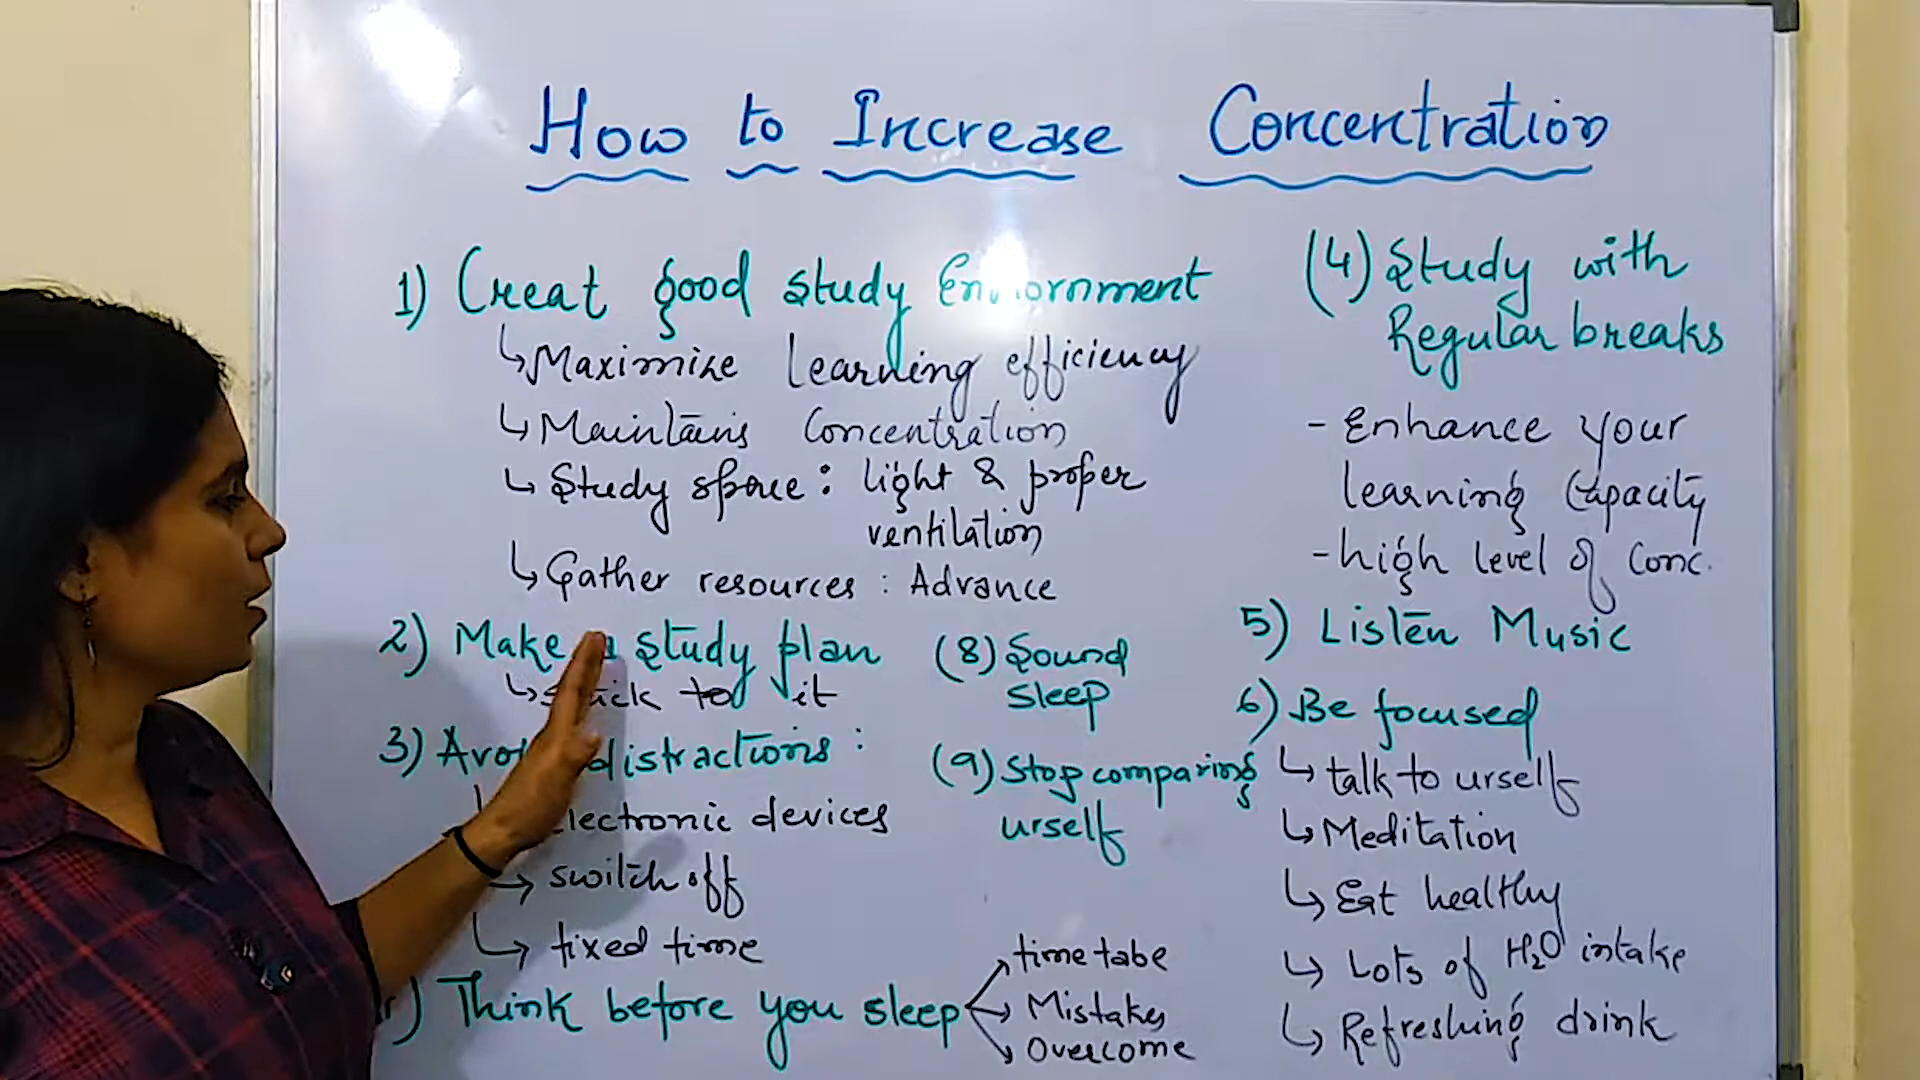 How to Increase Concentration
1) Creat good study Enviornment
↳ Maximize learning efficiency
↳ Maintains Concentration
↳ Study space : light & proper
ventilation
↳ Gather resources : Advance
2) Make a study plan
↳ stick to it
3) Avoid distractions :
electronic devices
→ switch off
↳ fixed time
Think before you sleep
time tabe
Mistakes
Overcome
(8) Sound
sleep
(9) Stop comparing
urself
(4) Study with
Regular breaks
- Enhance your
learning Capacity
- high level of Conc.
5) Listen Music
6) Be focused
↳ talk to urself
↳ Meditation
↳ Eat healthy
↳ Lots of H₂O intake
↳ Refreshing drink